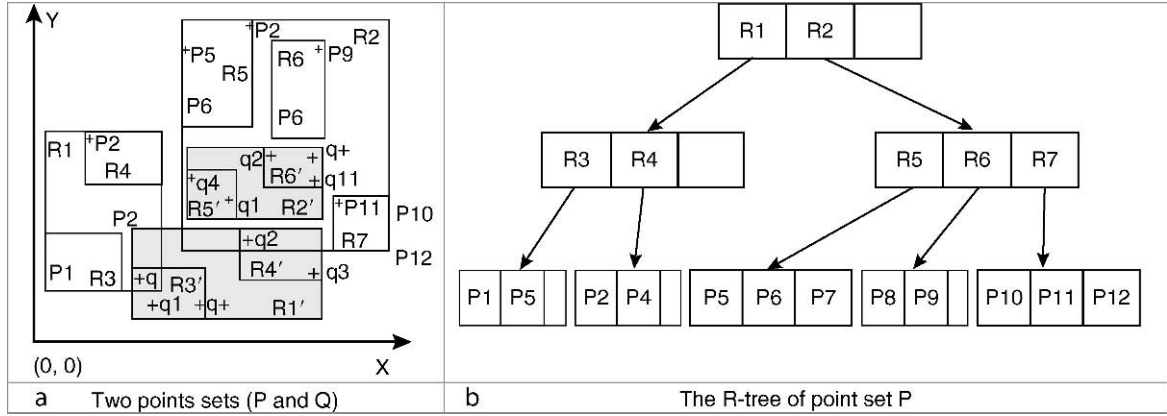 Y
P2
P5
P9
R2
R6
R5
P6
P6
R1
P2
R4
q2
q+
q4
R6′
q11
R5′
q1
R2′
P11
P10
P2
R7
P12
P1
R3
q
R3′
q2
R4′
q3
q1
q+
R1′
(0, 0)
X
a Two points sets (P and Q)
R1 R2
R3 R4
R5 R6 R7
P1 P5
P2 P4
P5 P6 P7
P8 P9
P10 P11 P12
b The R-tree of point set P